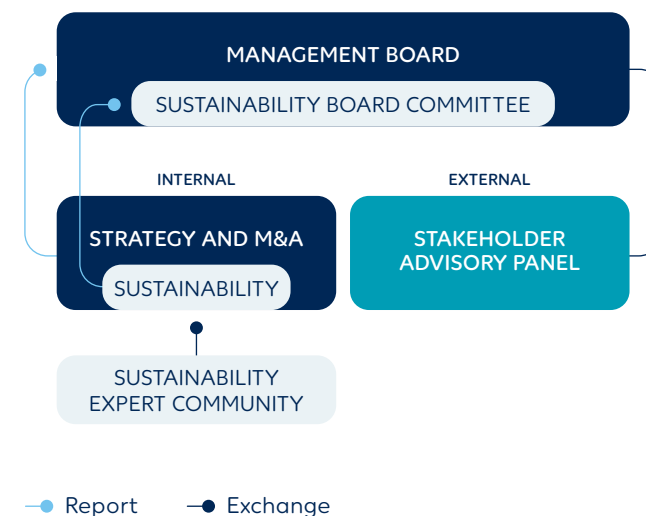 MANAGEMENT BOARD
SUSTAINABILITY BOARD COMMITTEE
INTERNAL
EXTERNAL
STRATEGY AND M&A
SUSTAINABILITY
STAKEHOLDER
ADVISORY PANEL
SUSTAINABILITY
EXPERT COMMUNITY
Report
Exchange